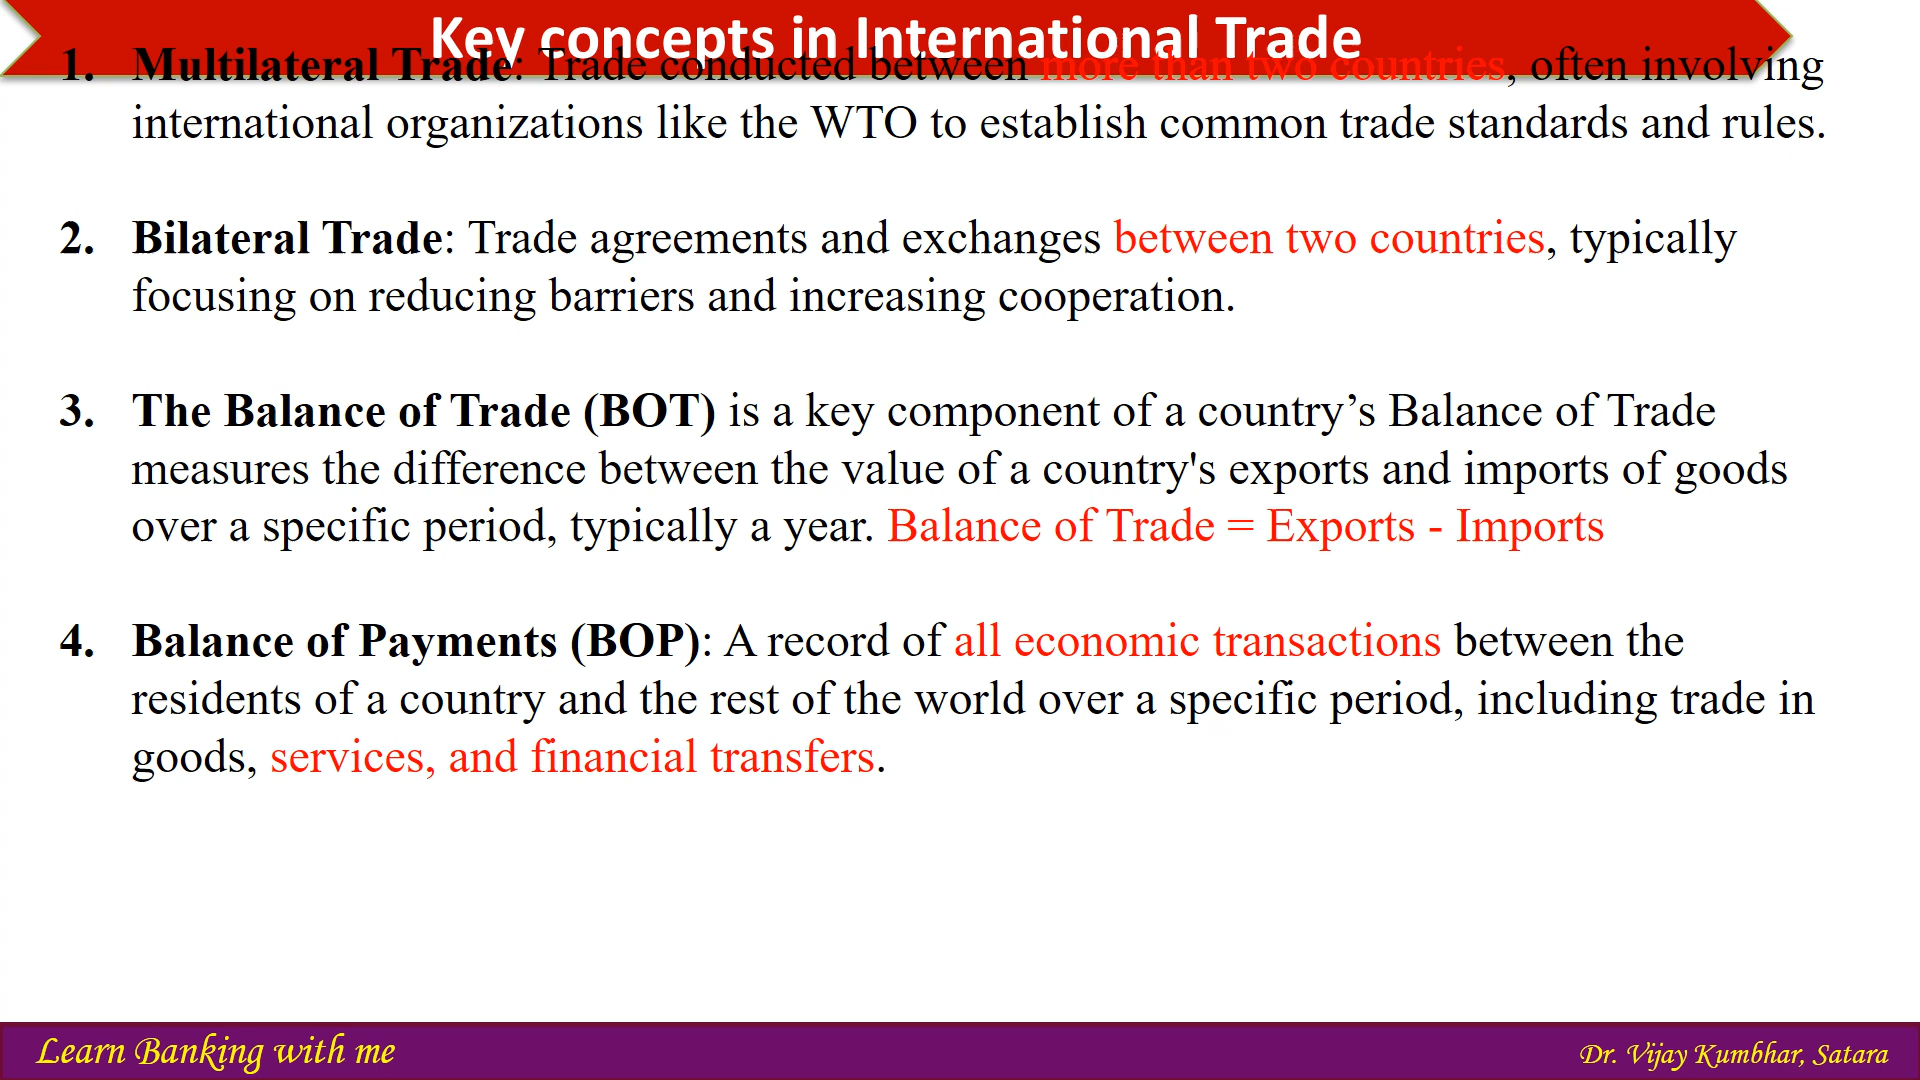 Key concepts in International Trade
1. Multilateral Trade: Trade conducted between more than two countries, often involving
international organizations like the WTO to establish common trade standards and rules.
2. Bilateral Trade: Trade agreements and exchanges between two countries, typically
focusing on reducing barriers and increasing cooperation.
3. The Balance of Trade (BOT) is a key component of a country’s Balance of Trade
measures the difference between the value of a country's exports and imports of goods
over a specific period, typically a year. Balance of Trade = Exports - Imports
4. Balance of Payments (BOP): A record of all economic transactions between the
residents of a country and the rest of the world over a specific period, including trade in
goods, services, and financial transfers.
Learn Banking with me
Dr. Vijay Kumbhar, Satara